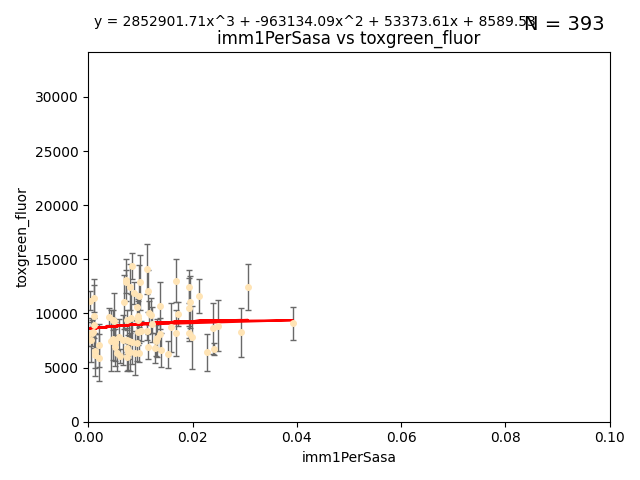 y = 2852901.71x^3 + -963134.09x^2 + 53373.61x + 8589.53
N = 393
imm1PerSasa vs toxgreen_fluor
toxgreen_fluor
30000
25000
20000
15000
10000
5000
0
0.00 0.02 0.04 0.06 0.08 0.10
imm1PerSasa